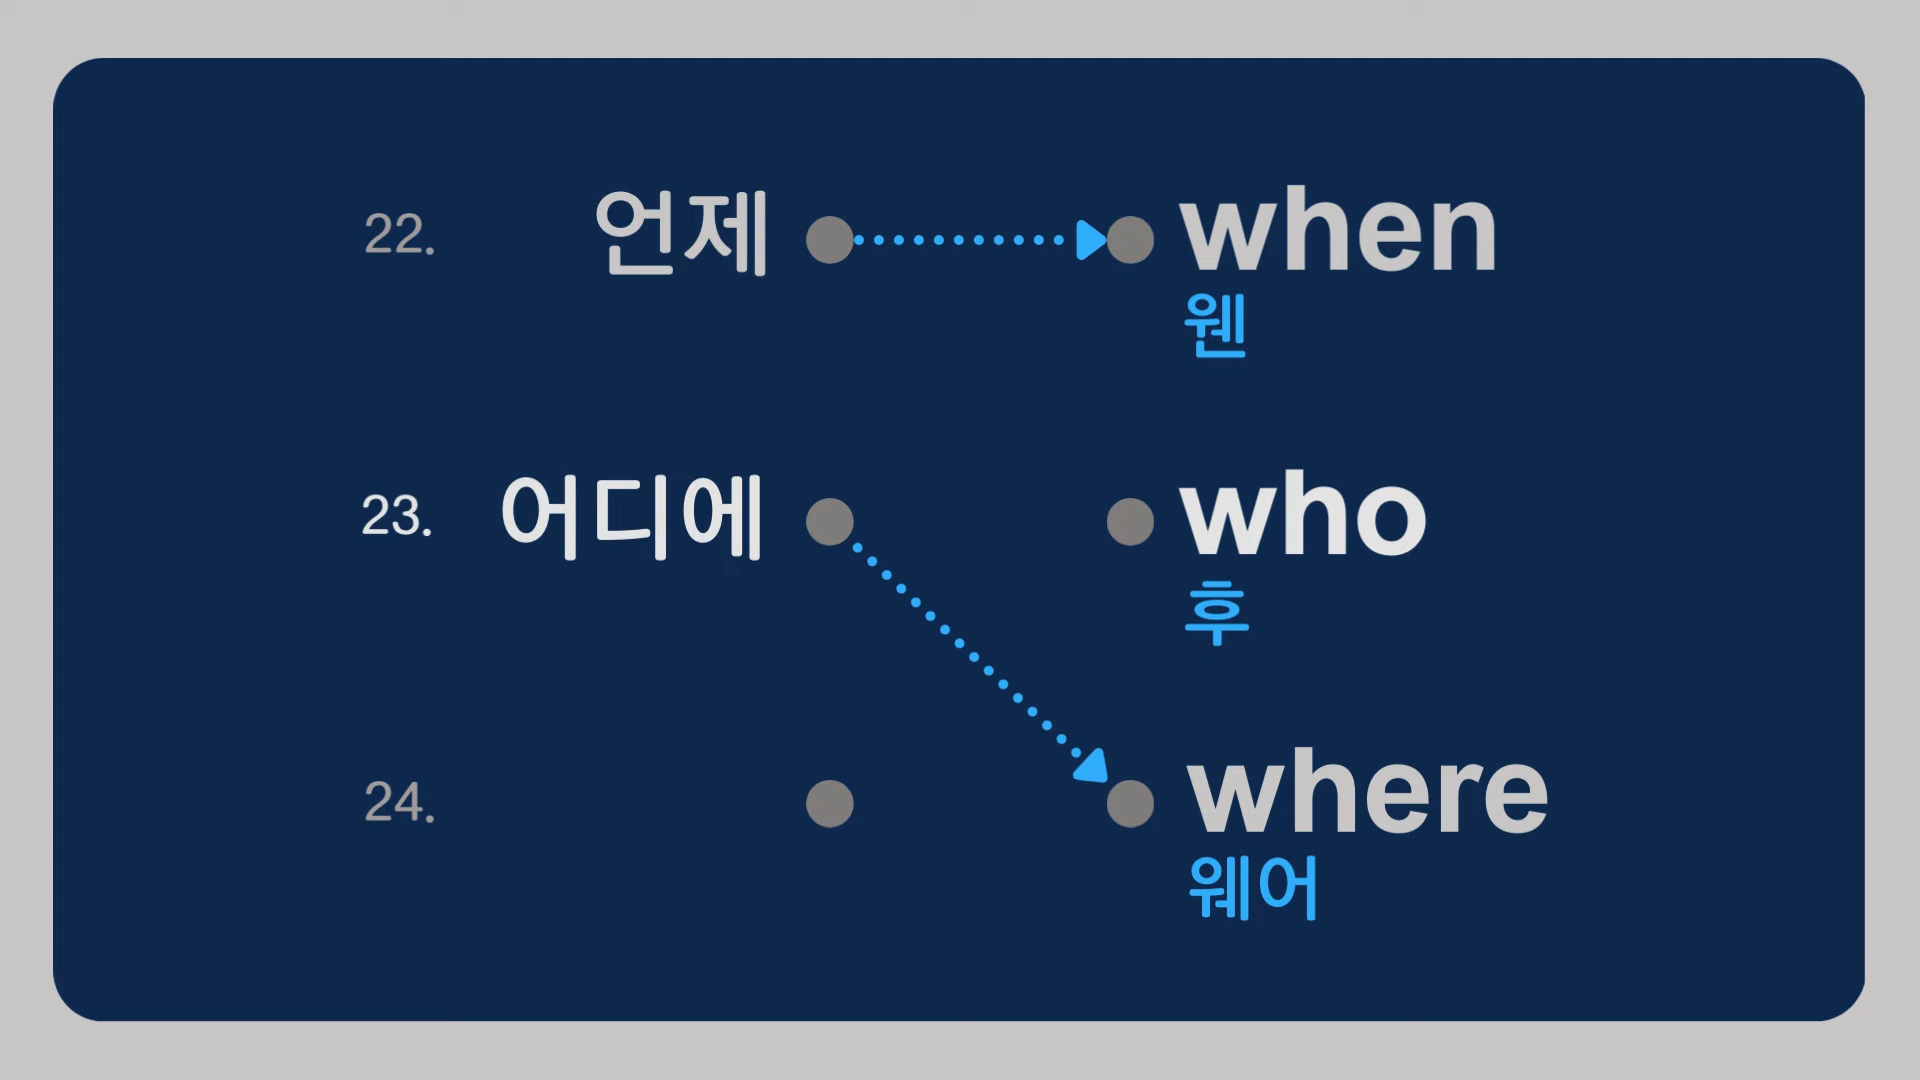 22. 언제 when
웬
23. 어디에 who
후
24. where
웨어